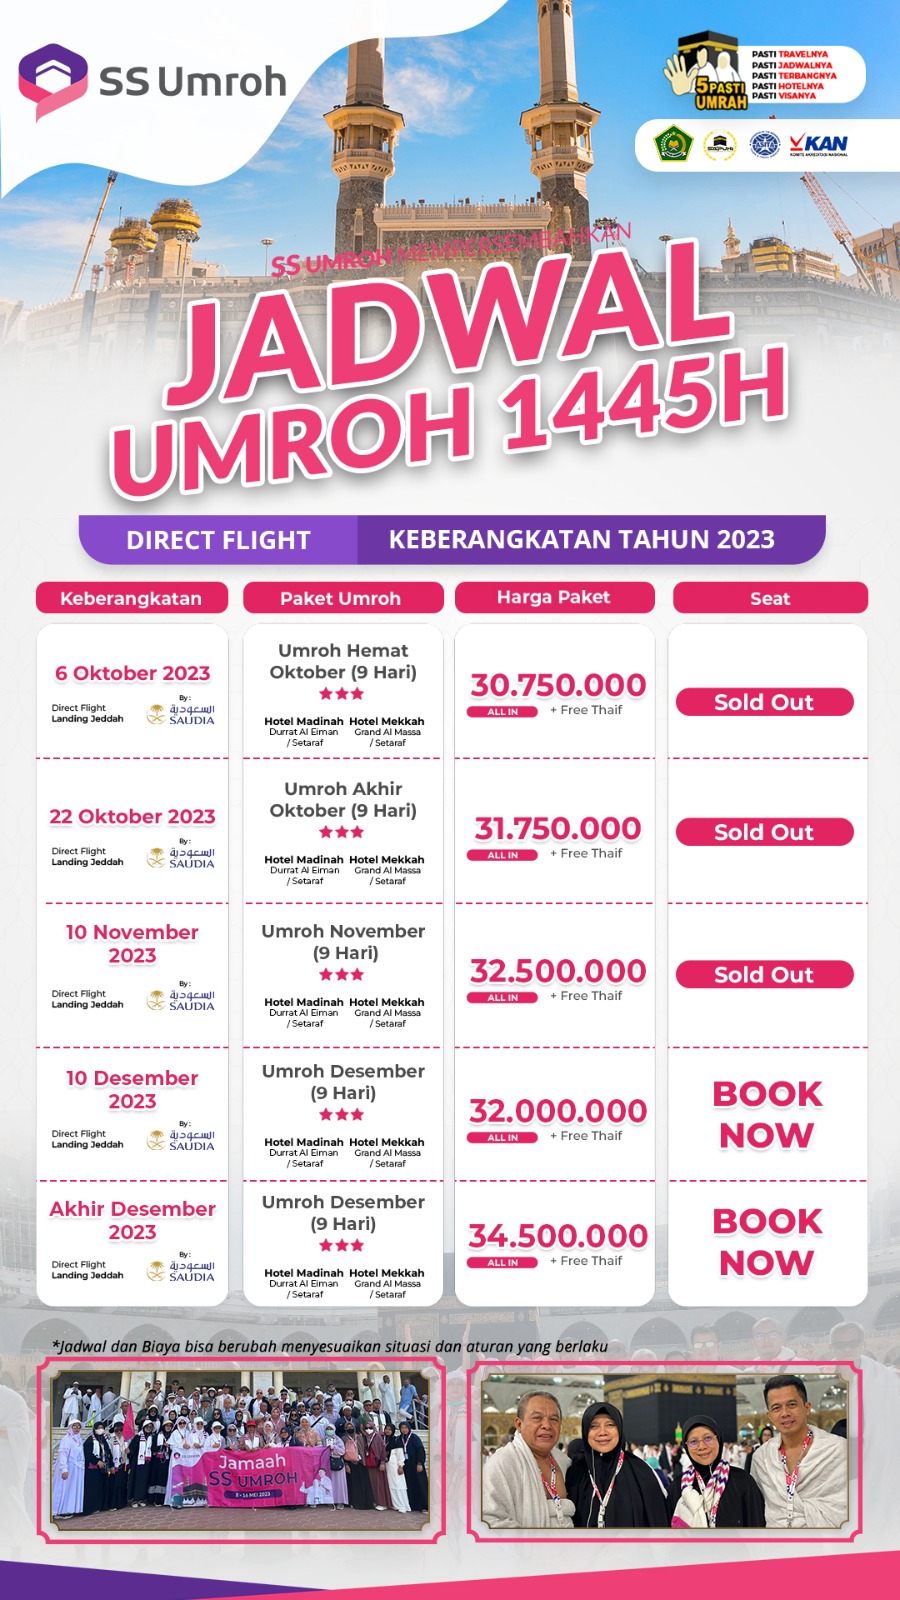 SS Umroh
5 PASTI
UMRAH
PASTI TRAVELNYA
PASTI JADWALNYA
PASTI TERBANGNYA
PASTI HOTELNYA
PASTI VISANYA
KAN
KOMITE AKREDITASI NASIONAL
SS UMROH MEMPERSEMBAHKAN
JADWAL
UMROH 1445H
DIRECT FLIGHT KEBERANGKATAN TAHUN 2023
Keberangkatan Paket Umroh Harga Paket Seat
6 Oktober 2023
Direct Flight
Landing Jeddah
By :
السعودية
SAUDIA
Umroh Hemat
Oktober (9 Hari)
Hotel Madinah Hotel Mekkah
Durrat Al Eiman Grand Al Massa
/ Setaraf / Setaraf
30.750.000
ALL IN + Free Thaif
Sold Out
22 Oktober 2023
Direct Flight
Landing Jeddah
By :
السعودية
SAUDIA
Umroh Akhir
Oktober (9 Hari)
Hotel Madinah Hotel Mekkah
Durrat Al Eiman Grand Al Massa
/ Setaraf / Setaraf
31.750.000
ALL IN + Free Thaif
Sold Out
10 November
2023
Direct Flight
Landing Jeddah
By :
السعودية
SAUDIA
Umroh November
(9 Hari)
Hotel Madinah Hotel Mekkah
Durrat Al Eiman Grand Al Massa
/ Setaraf / Setaraf
32.500.000
ALL IN + Free Thaif
Sold Out
10 Desember
2023
Direct Flight
Landing Jeddah
By :
السعودية
SAUDIA
Umroh Desember
(9 Hari)
Hotel Madinah Hotel Mekkah
Durrat Al Eiman Grand Al Massa
/ Setaraf / Setaraf
32.000.000
ALL IN + Free Thaif
BOOK
NOW
Akhir Desember
2023
Direct Flight
Landing Jeddah
By :
السعودية
SAUDIA
Umroh Desember
(9 Hari)
Hotel Madinah Hotel Mekkah
Durrat Al Eiman Grand Al Massa
/ Setaraf / Setaraf
34.500.000
ALL IN + Free Thaif
BOOK
NOW
*Jadwal dan Biaya bisa berubah menyesuaikan situasi dan aturan yang berlaku
Jamaah
SS UMROH
8 - 16 MEI 2023